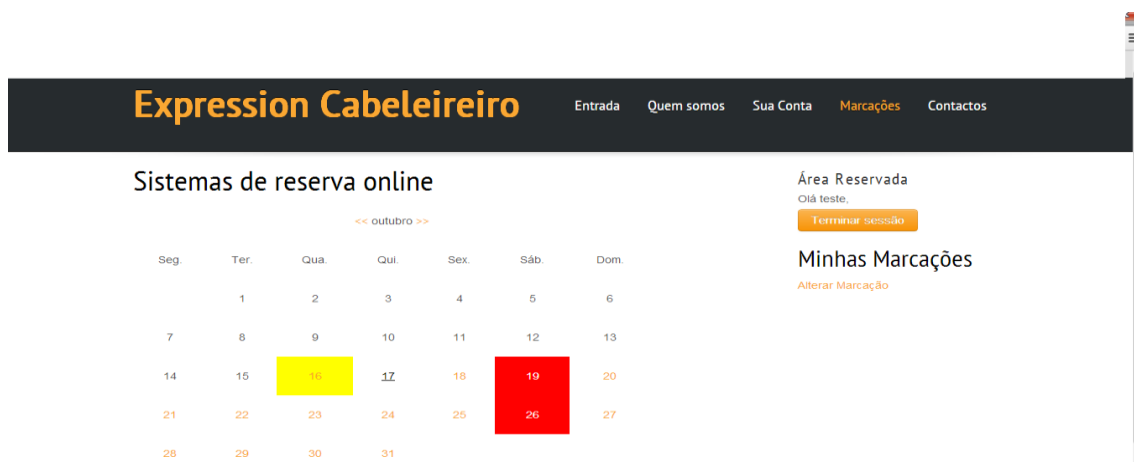 Expression Cabeleireiro
Entrada Quem somos Sua Conta Marcações Contactos
Sistemas de reserva online
<< outubro >>
Seg. Ter. Qua. Qui. Sex. Sáb. Dom.
1 2 3 4 5 6
7 8 9 10 11 12 13
14 15 16 17 18 19 20
21 22 23 24 25 26 27
28 29 30 31
Área Reservada
Olá teste,
Terminar sessão
Minhas Marcações
Alterar Marcação